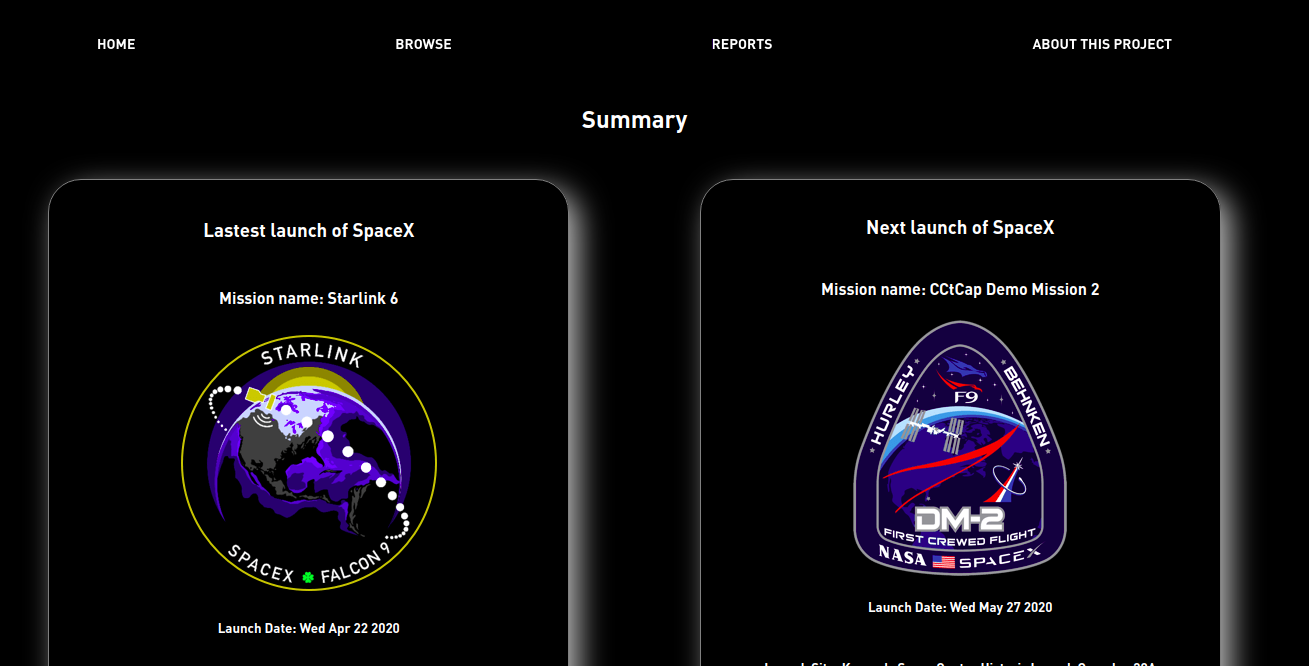 HOME
BROWSE
REPORTS
ABOUT THIS PROJECT
Summary
Lastest launch of SpaceX
Mission name: Starlink 6
STARLINK
SPACEX FALCON 9
Launch Date: Wed Apr 22 2020
Next launch of SpaceX
Mission name: CCtCap Demo Mission 2
HURLEY
BEHNKEN
F9
DM-2
FIRST CREWED FLIGHT
NASA SPACEX
Launch Date: Wed May 27 2020